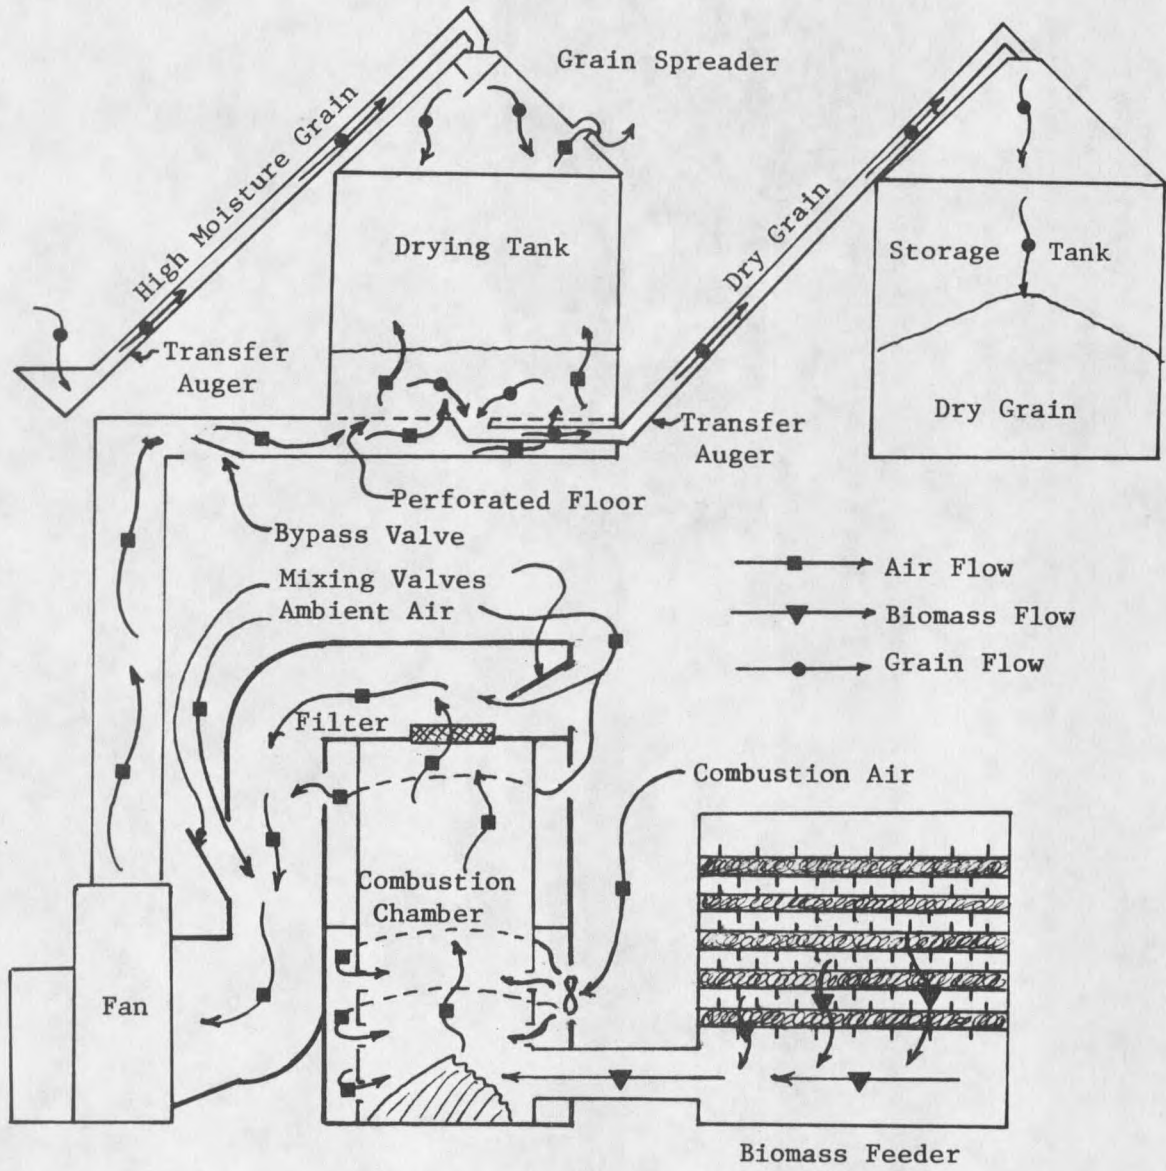 Grain Spreader
High Moisture Grain
Drying Tank
Dry Grain
Storage Tank
Transfer
Auger
Dry Grain
Transfer
Auger
Perforated Floor
Bypass Valve
Mixing Valves
Ambient Air
Air Flow
Biomass Flow
Grain Flow
Filter
Combustion Air
Combustion
Chamber
Fan
Biomass Feeder